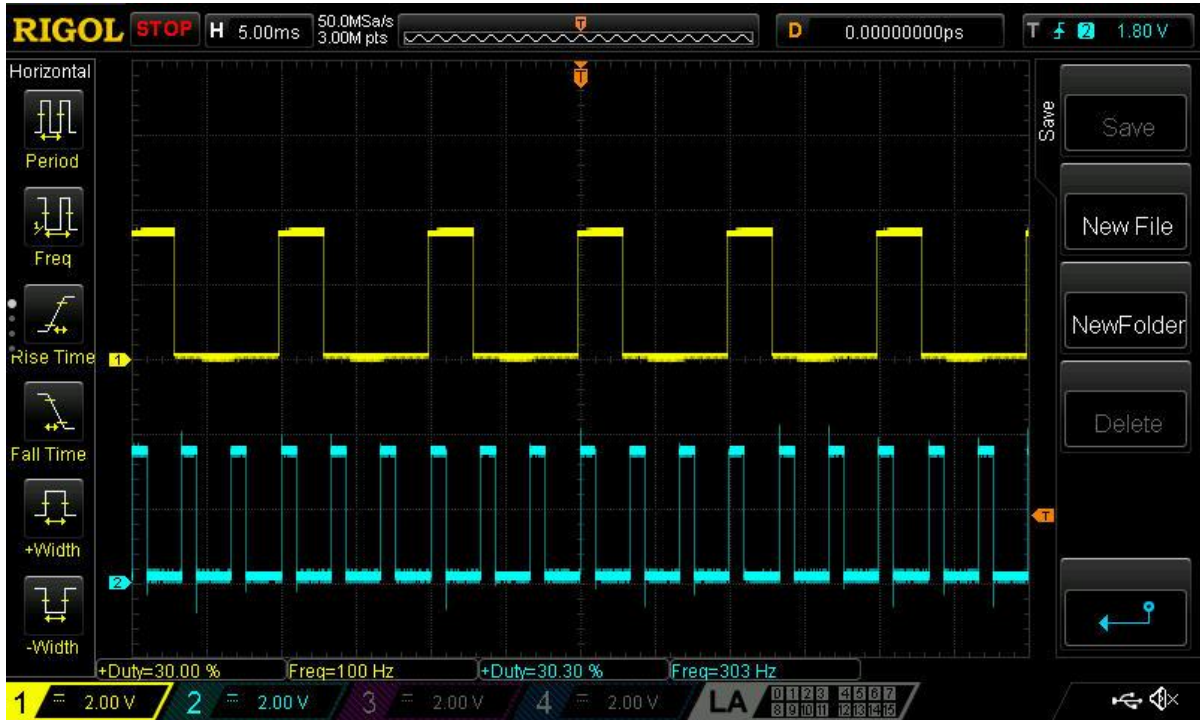 RIGOL STOP H 5.00ms 50.0MSa/s 3.00M pts T D 0.00000000ps T 2 1.80 V
Horizontal
T
Period
Freq
Rise Time
Fall Time
+Width
-Width
1
2
T
Save
Save
New File
NewFolder
Delete
+Duty=30.00 % Freq=100 Hz +Duty=30.30 % Freq=303 Hz
1 = 2.00 V 2 = 2.00 V 3 = 2.00 V 4 = 2.00 V LA 0 1 2 3 4 5 6 7
8 9 10 11 12 13 14 15